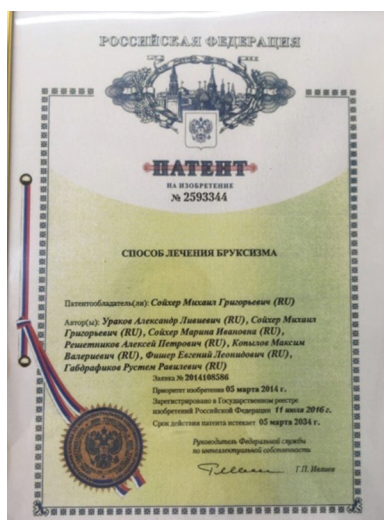 РОССИЙСКАЯ ФЕДЕРАЦИЯ
ПАТЕНТ
НА ИЗОБРЕТЕНИЕ
№ 2593344
СПОСОБ ЛЕЧЕНИЯ БРУКСИЗМА
Патентообладатель(ли): Сойхер Михаил Григорьевич (RU)
Автор(ы): Ураков Александр Ливиевич (RU), Сойхер Михаил
Григорьевич (RU), Сойхер Марина Ивановна (RU),
Решетников Алексей Петрович (RU), Копылов Максим
Валериевич (RU), Фишер Евгений Леонидович (RU),
Габдрафиков Рустем Равилевич (RU)
Заявка № 2014108586
Приоритет изобретения 05 марта 2014 г.
Зарегистрировано в Государственном реестре
изобретений Российской Федерации 11 июля 2016 г.
Срок действия патента истекает 05 марта 2034 г.
Руководитель Федеральной службы
по интеллектуальной собственности
Г.П. Ивлиев